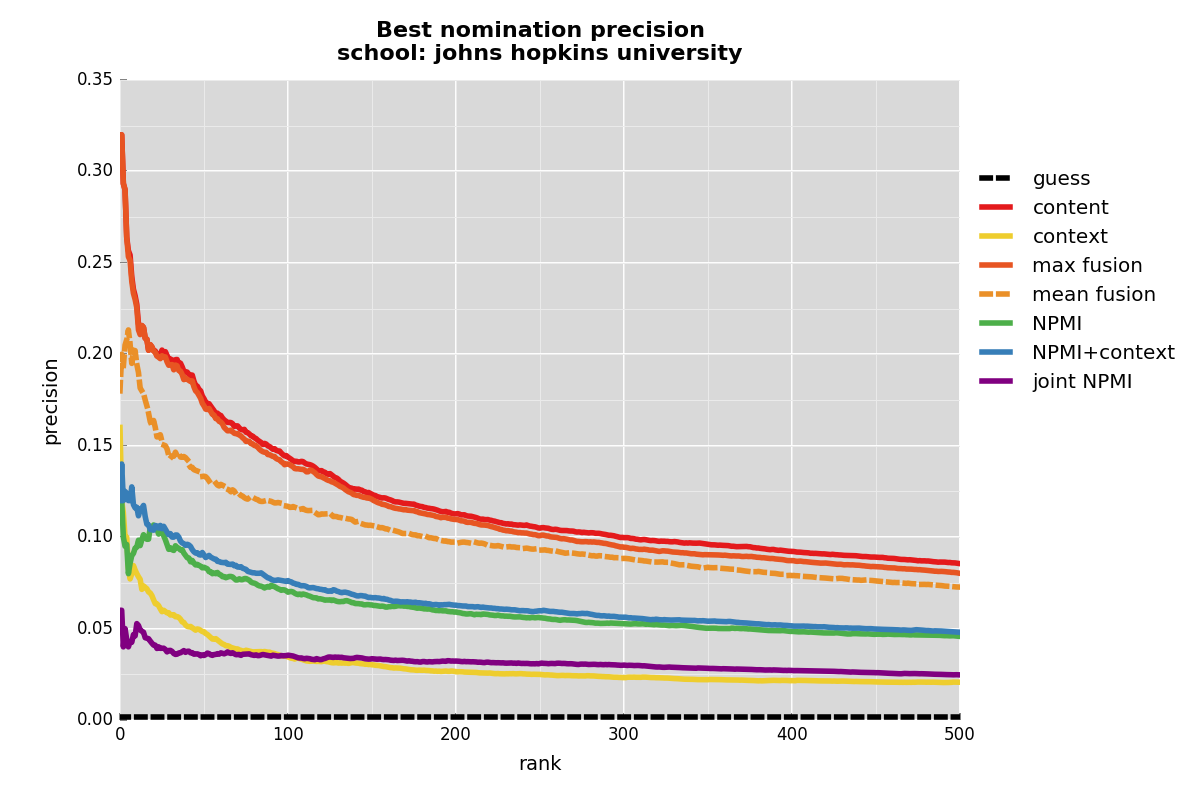 Best nomination precision
school: johns hopkins university
precision
0.35
0.30
0.25
0.20
0.15
0.10
0.05
0.00
0 100 200 300 400 500
rank
guess
content
context
max fusion
mean fusion
NPMI
NPMI+context
joint NPMI